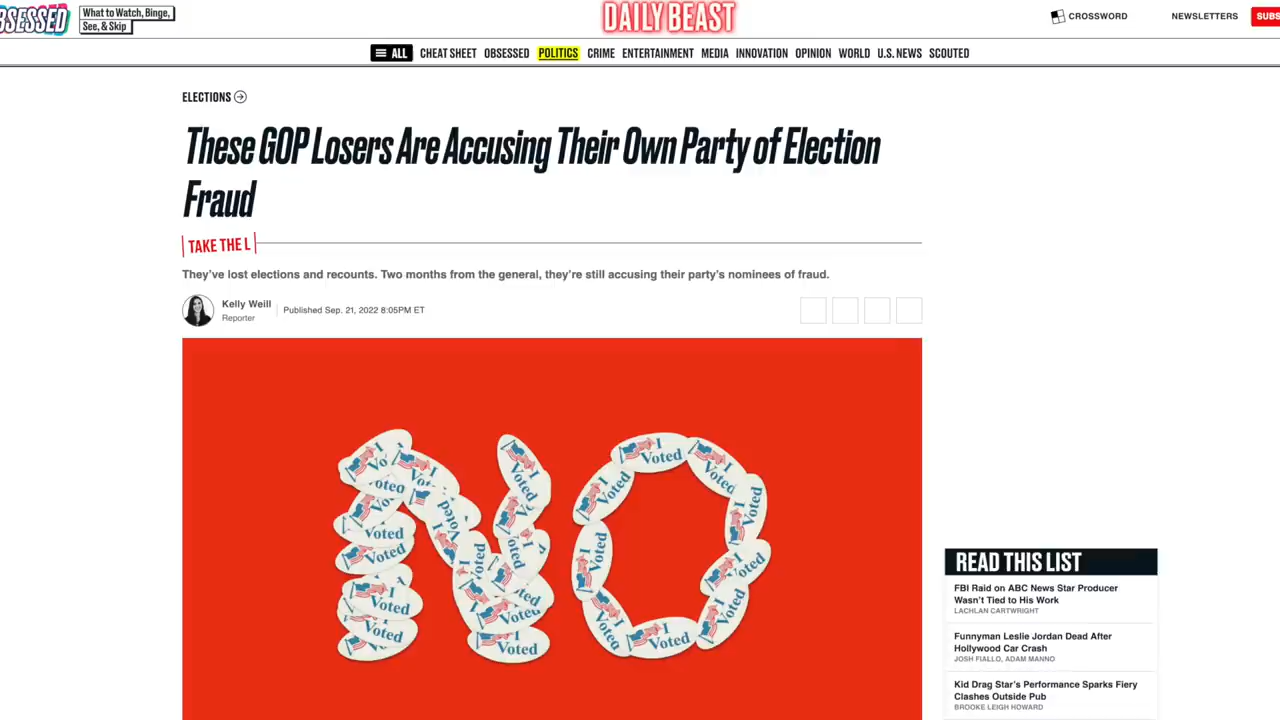 BSESSED
What to Watch, Binge,
See, & Skip
DAILY BEAST
CROSSWORD
NEWSLETTERS
SUBS
ALL
CHEAT SHEET
OBSESSED
POLITICS
CRIME
ENTERTAINMENT
MEDIA
INNOVATION
OPINION
WORLD
U.S. NEWS
SCOUTED
ELECTIONS
These GOP Losers Are Accusing Their Own Party of Election
Fraud
TAKE THE L
They've lost elections and recounts. Two months from the general, they're still accusing their party's nominees of fraud.
Kelly Weill
Reporter
Published Sep. 21, 2022 8:05PM ET
I Voted
READ THIS LIST
FBI Raid on ABC News Star Producer
Wasn't Tied to His Work
LACHLAN CARTWRIGHT
Funnyman Leslie Jordan Dead After
Hollywood Car Crash
JOSH FIALLO, ADAM MANNO
Kid Drag Star's Performance Sparks Fiery
Clashes Outside Pub
BROOKE LEIGH HOWARD